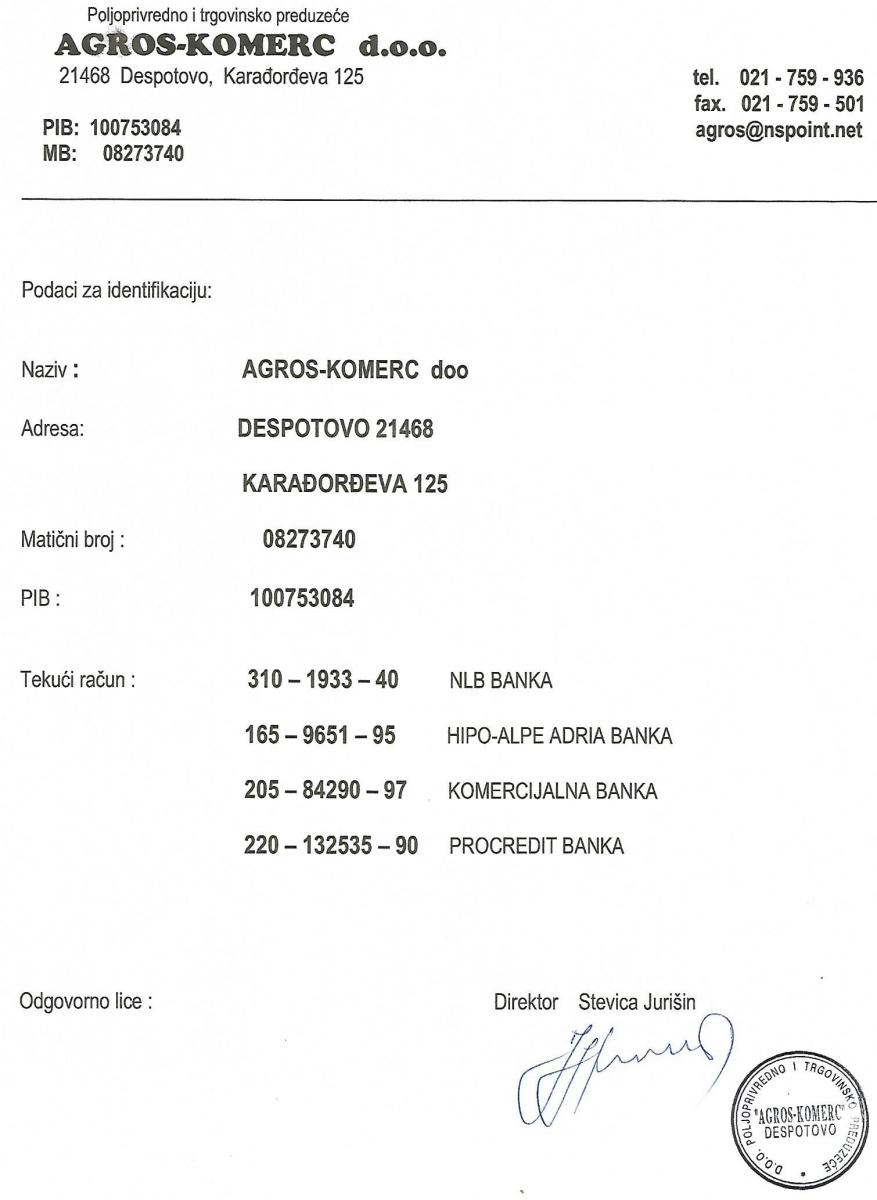 Poljoprivredno i trgovinsko preduzeće
AGROS-KOMERC d.o.o.
21468 Despotovo, Karađorđeva 125
tel. 021 - 759 - 936
fax. 021 - 759 - 501
agros@nspoint.net
PIB: 100753084
MB: 08273740
Podaci za identifikaciju:
Naziv : AGROS-KOMERC doo
Adresa: DESPOTOVO 21468
KARAĐORĐEVA 125
Matični broj : 08273740
PIB : 100753084
Tekući račun : 310 – 1933 – 40 NLB BANKA
165 – 9651 – 95 HIPO-ALPE ADRIA BANKA
205 – 84290 – 97 KOMERCIJALNA BANKA
220 – 132535 – 90 PROCREDIT BANKA
Odgovorno lice : Direktor Stevica Jurišin
D.O.O. POLJOPRIVREDNO I TRGOVINSKO PREDUZEĆE
"AGROS-KOMERC"
DESPOTOVO